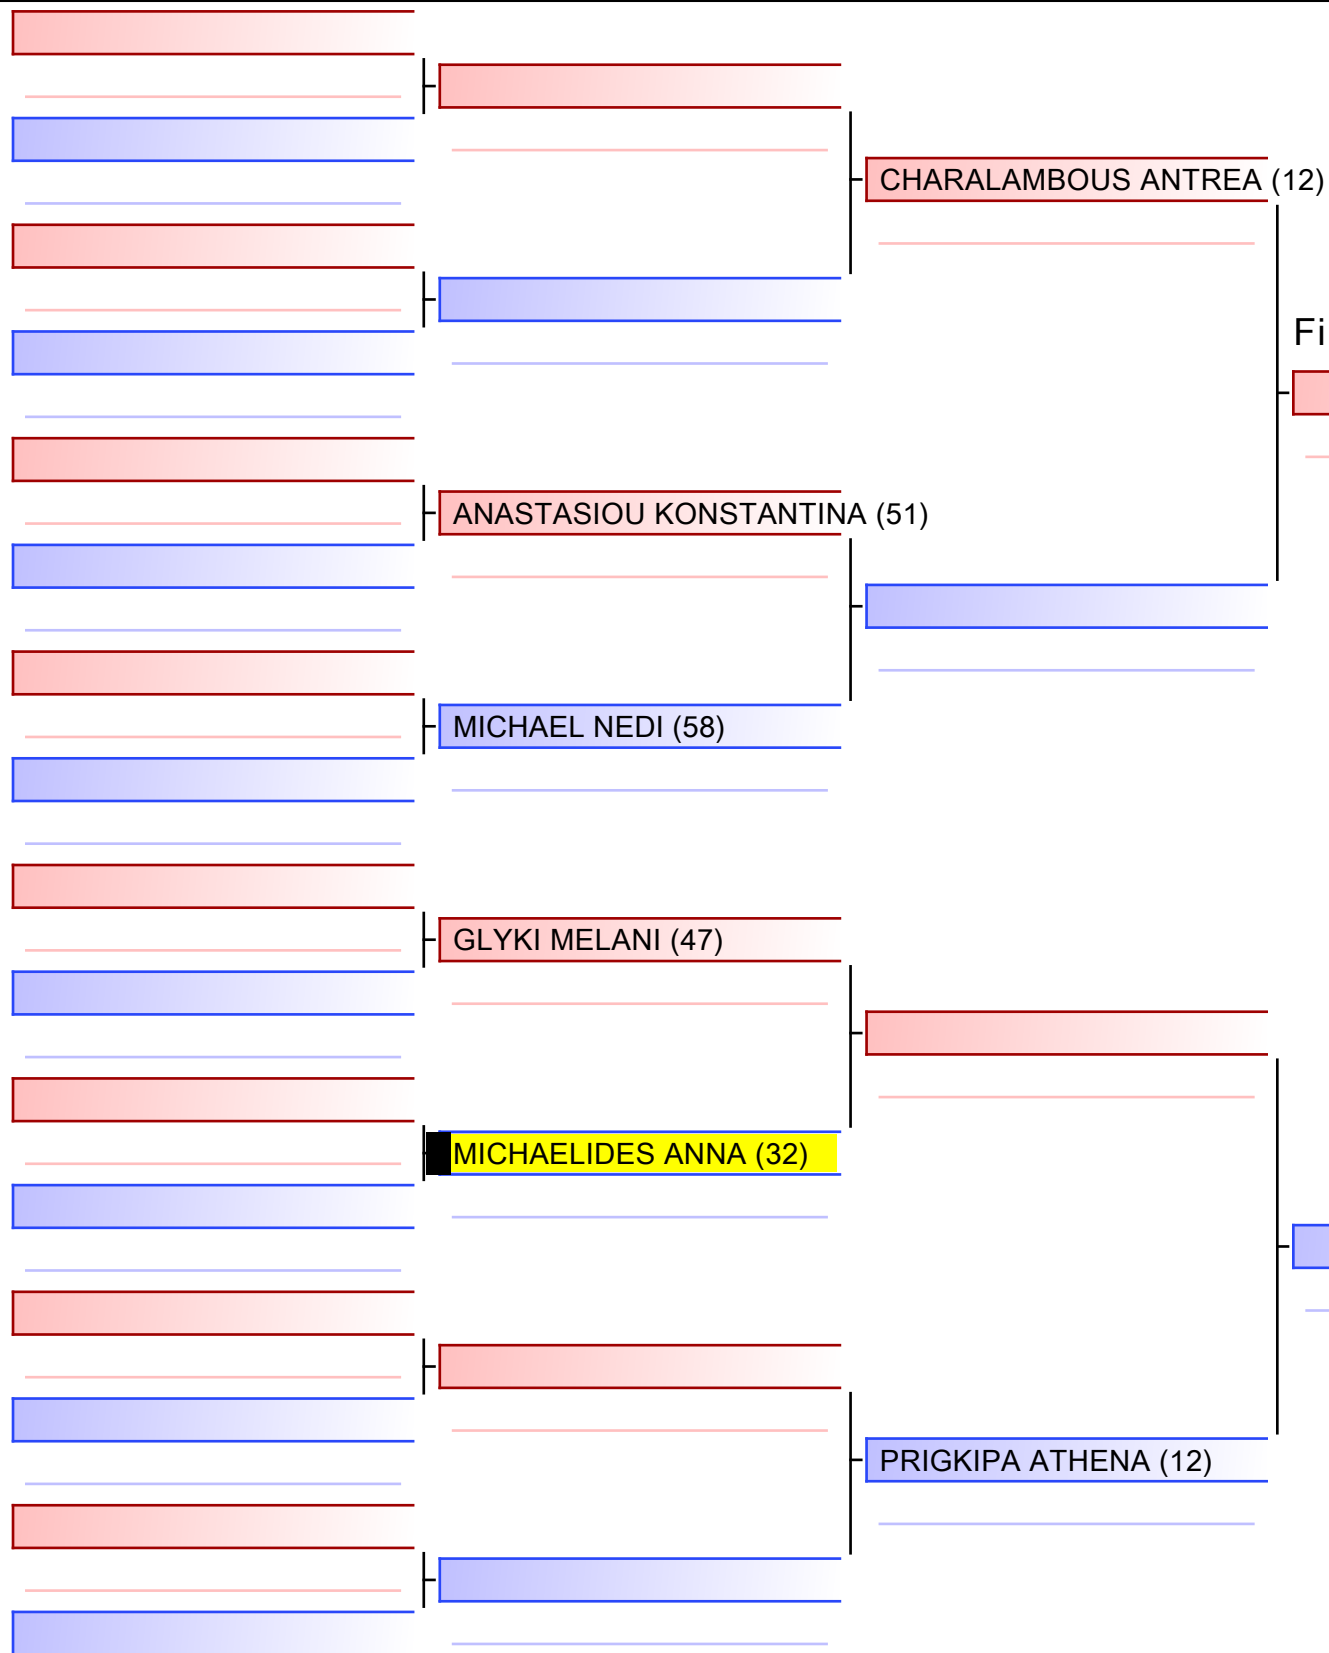 CHARALAMBOUS ANTREA (12)
Fi
ANASTASIOU KONSTANTINA (51)
MICHAEL NEDI (58)
GLYKI MELANI (47)
MICHAELIDES ANNA (32)
PRIGKIPA ATHENA (12)